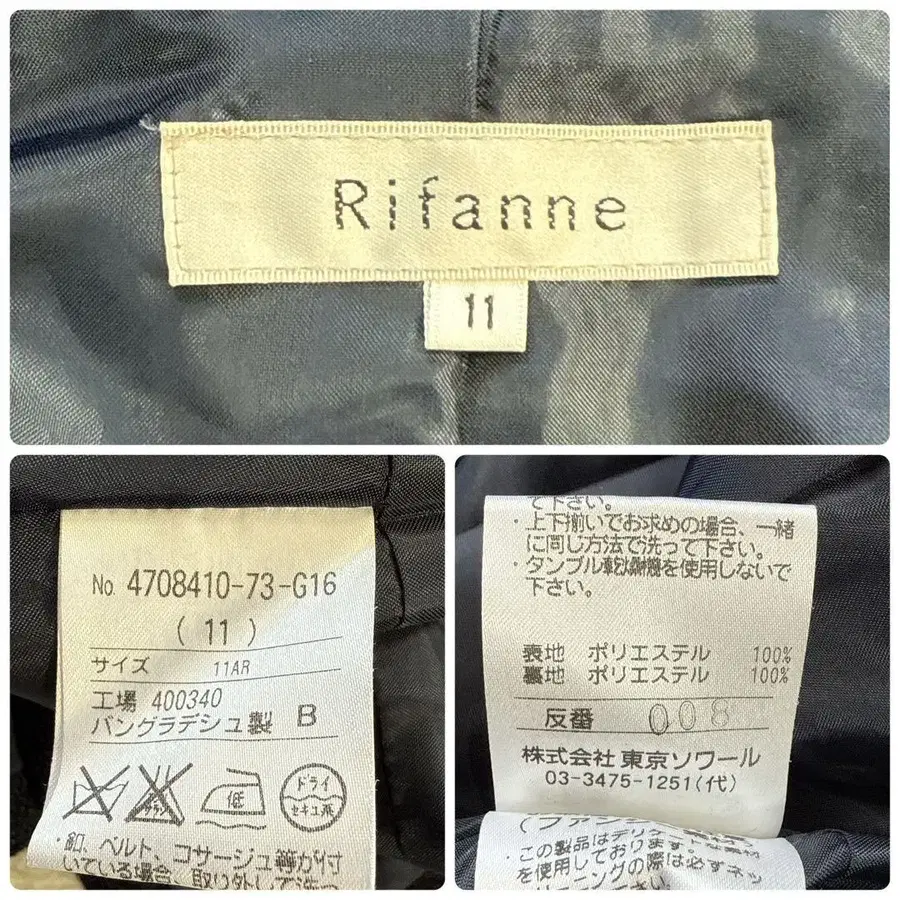 Rifanne
11
No. 4708410-73-G16
( 11 )
サイズ 11AR
工場 400340
バングラデシュ製 B
低
ドライ
セキユ系
・釦、ベルト、コサージュ等が付
いている場合 取り外して洗っ
て下さい。
・上下揃いでお求めの場合、一緒
に同じ方法で洗って下さい。
・タンブル乾燥機を使用しないで
下さい。
表地 ポリエステル 100%
裏地 ポリエステル 100%
反番 008
株式会社 東京ソワール
03-3475-1251(代)
・この製品はデリケートな素材
を使用しております。
ーニングの際は必ずネッ